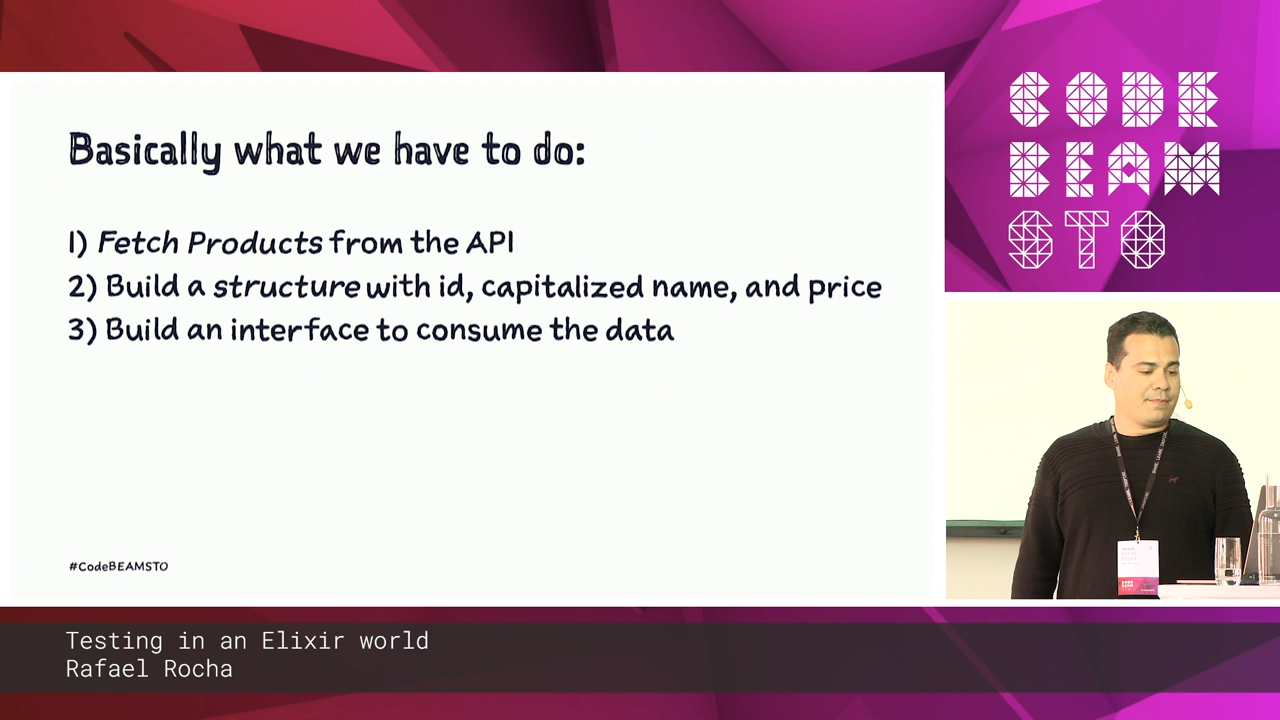 Basically what we have to do:
1) Fetch Products from the API
2) Build a structure with id, capitalized name, and price
3) Build an interface to consume the data
#CodeBEAMSTO
CODE
BEAM
STO
RAFAEL
ROCHA
Testing in an Elixir world
Rafael Rocha